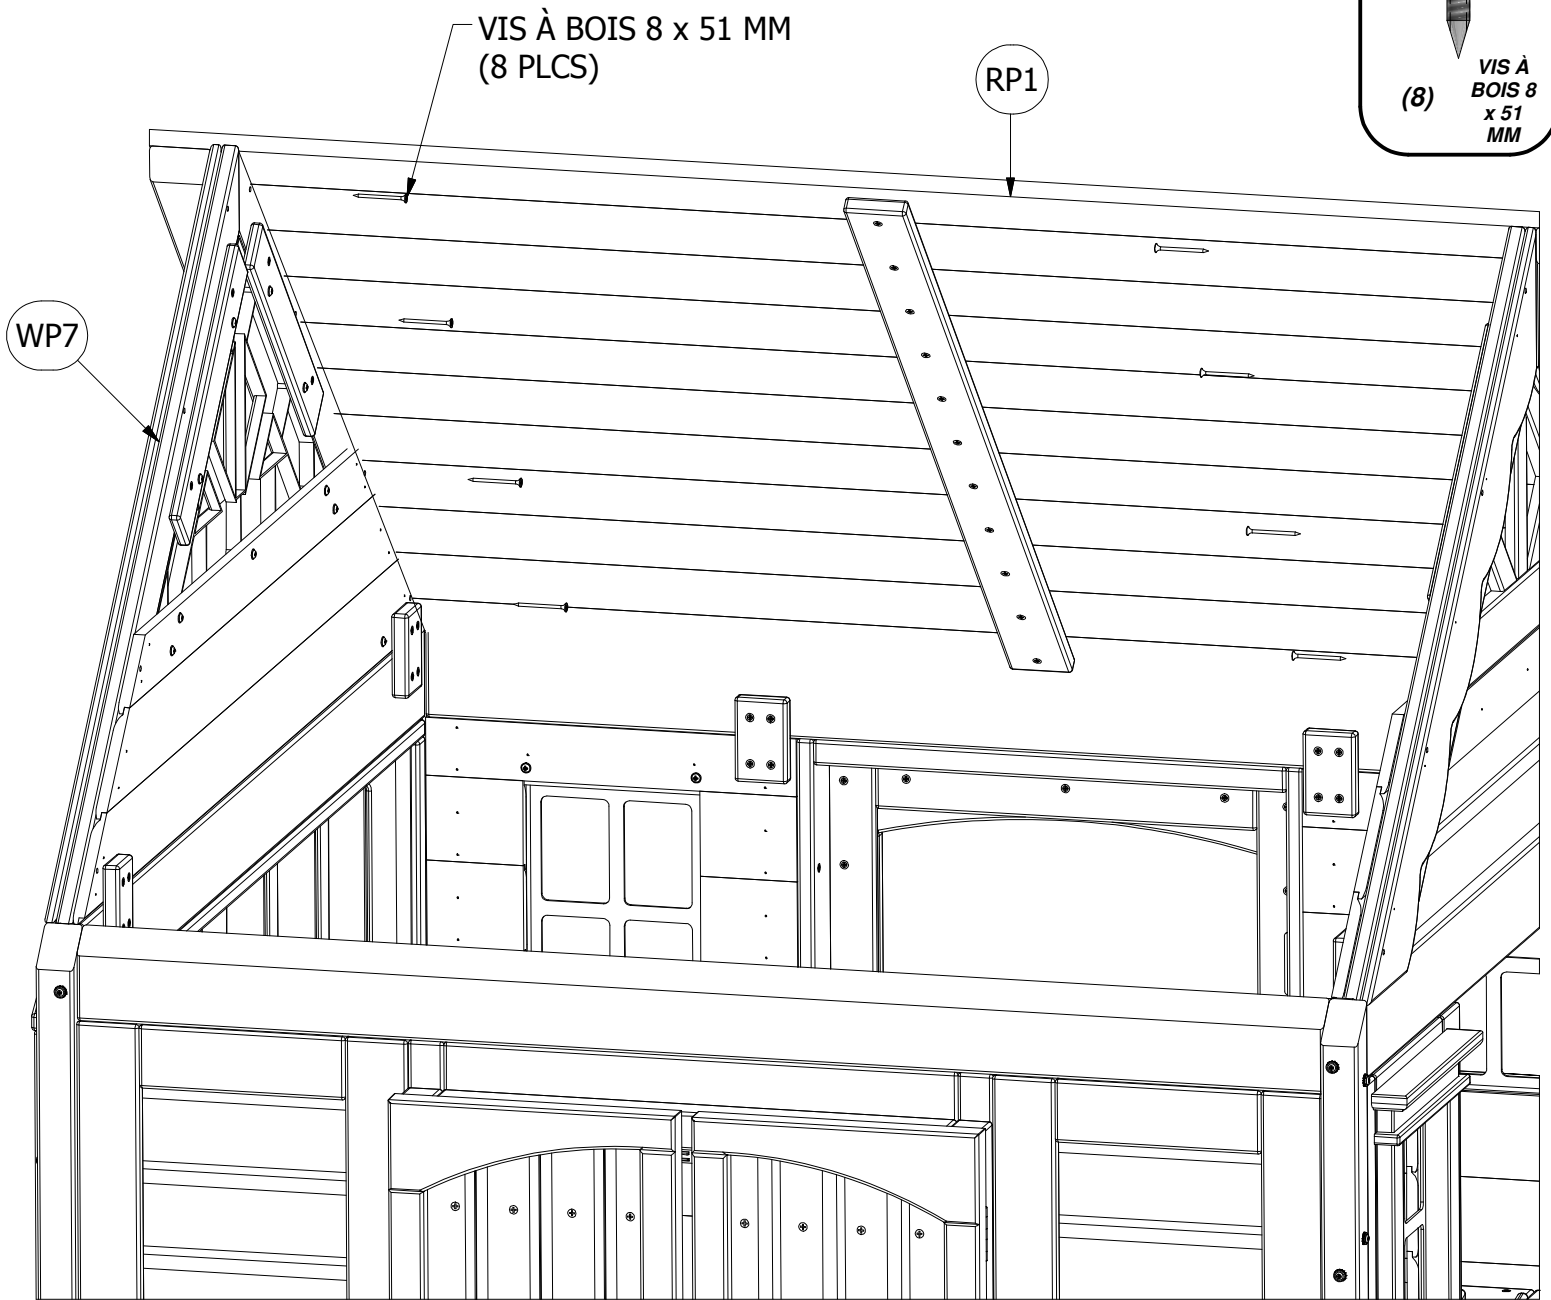 VIS À BOIS 8 x 51 MM
(8 PLCS)
RP1
(8)
VIS À
BOIS 8
x 51
MM
WP7